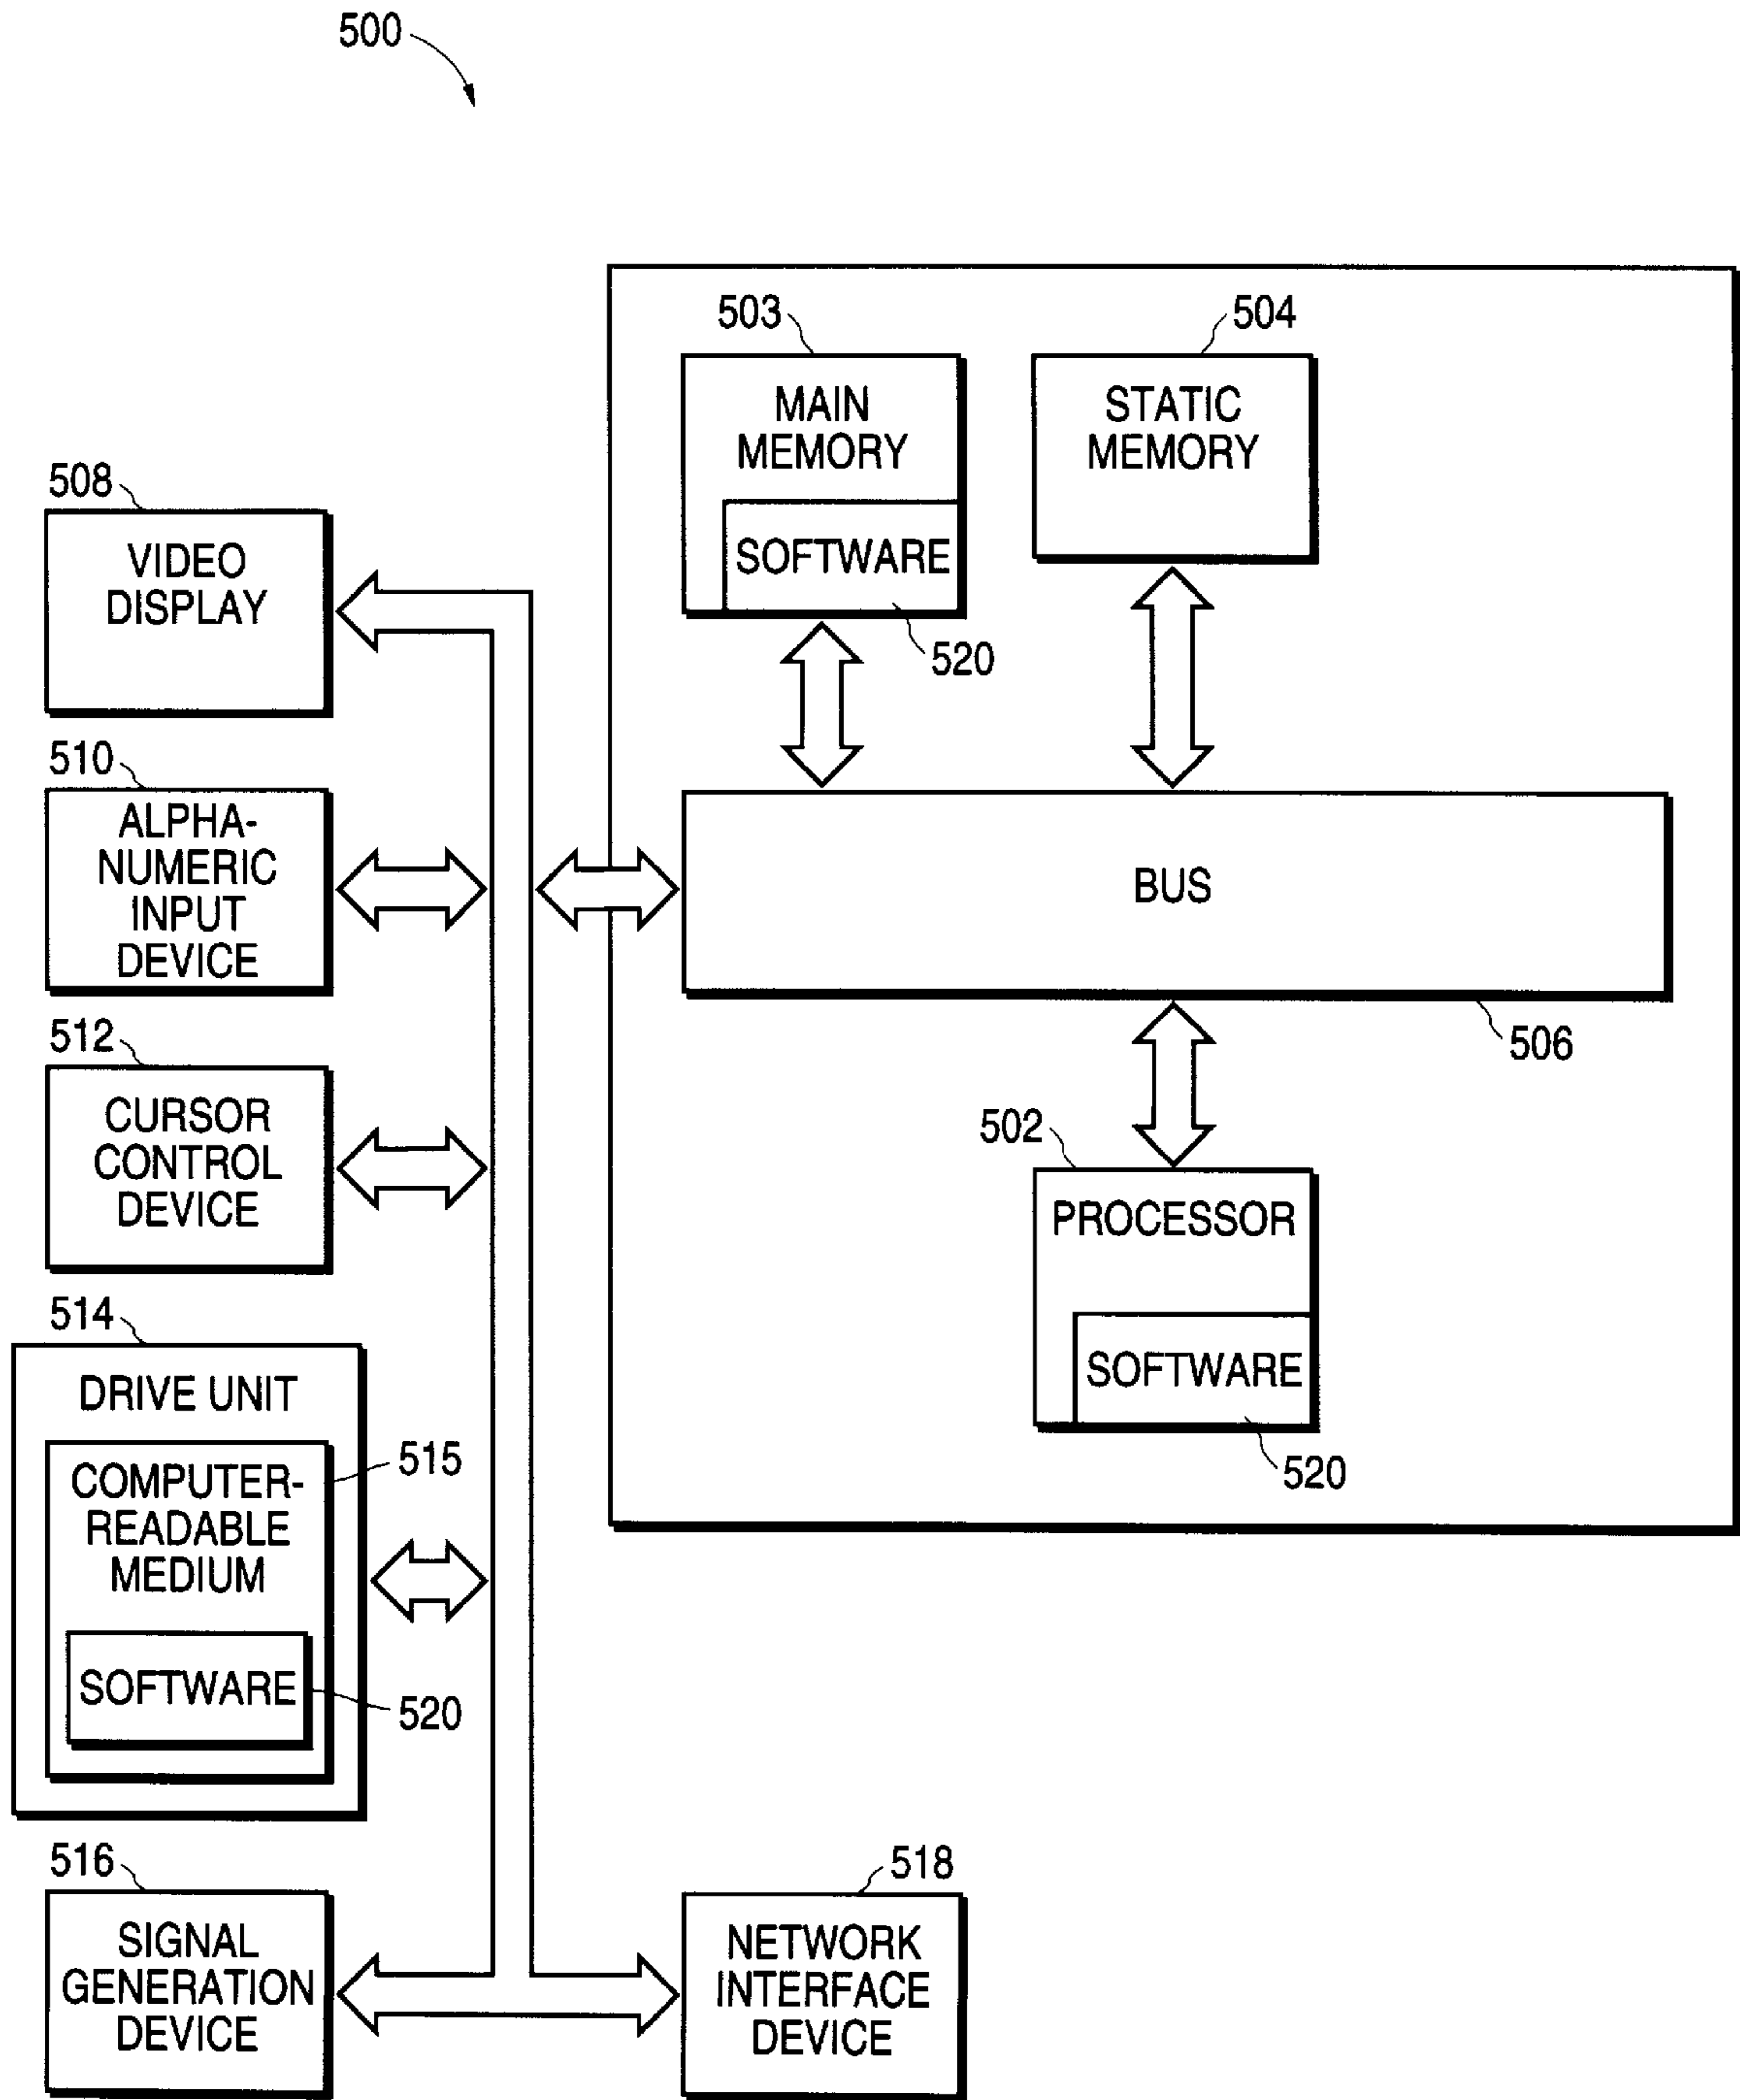 500
503
504
MAIN
MEMORY
SOFTWARE
520
STATIC
MEMORY
508
VIDEO
DISPLAY
510
ALPHA-
NUMERIC
INPUT
DEVICE
BUS
506
512
CURSOR
CONTROL
DEVICE
502
PROCESSOR
SOFTWARE
520
514
DRIVE UNIT
COMPUTER-
READABLE
MEDIUM
515
SOFTWARE
520
516
SIGNAL
GENERATION
DEVICE
518
NETWORK
INTERFACE
DEVICE